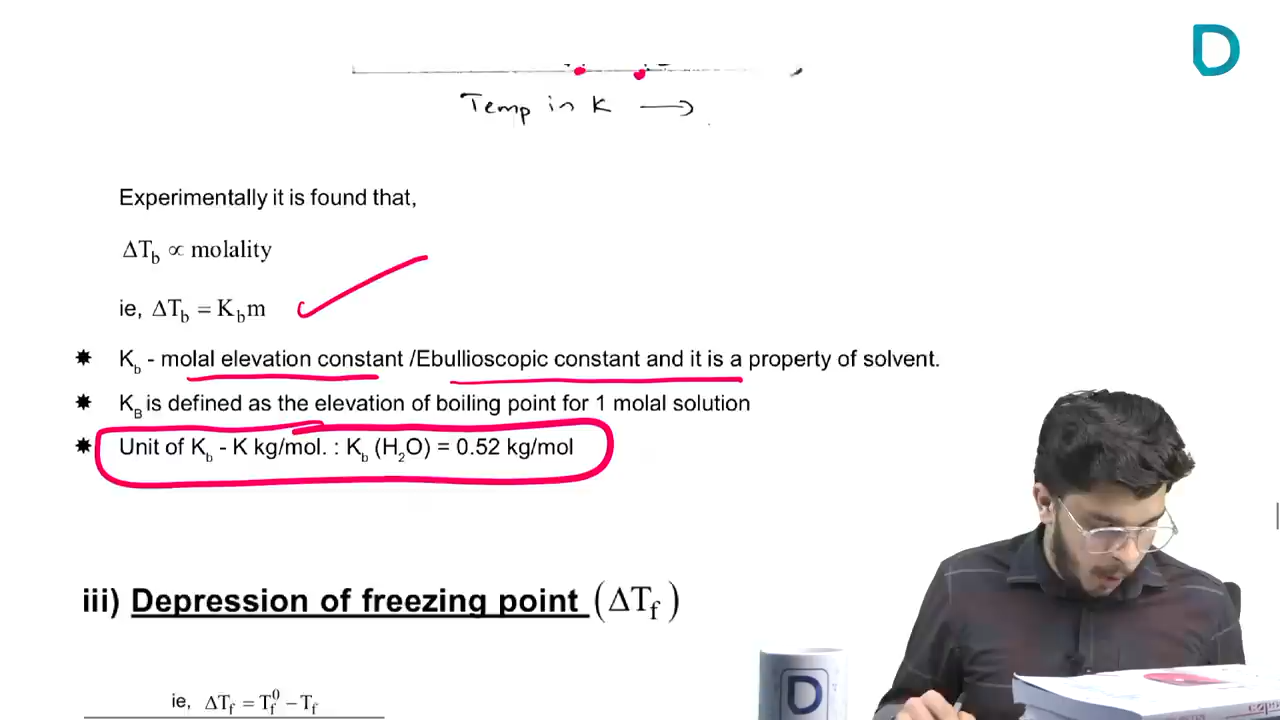 D
Temp in K ⟶
Experimentally it is found that,
ΔT_b ∝ molality
ie, ΔT_b = K_b m
✷ K_b - molal elevation constant /Ebullioscopic constant and it is a property of solvent.
✷ K_B is defined as the elevation of boiling point for 1 molal solution
✷ Unit of K_b - K kg/mol. : K_b (H₂O) = 0.52 kg/mol
iii) Depression of freezing point (ΔT_f)
ie, ΔT_f = T_f^0 − T_f
D